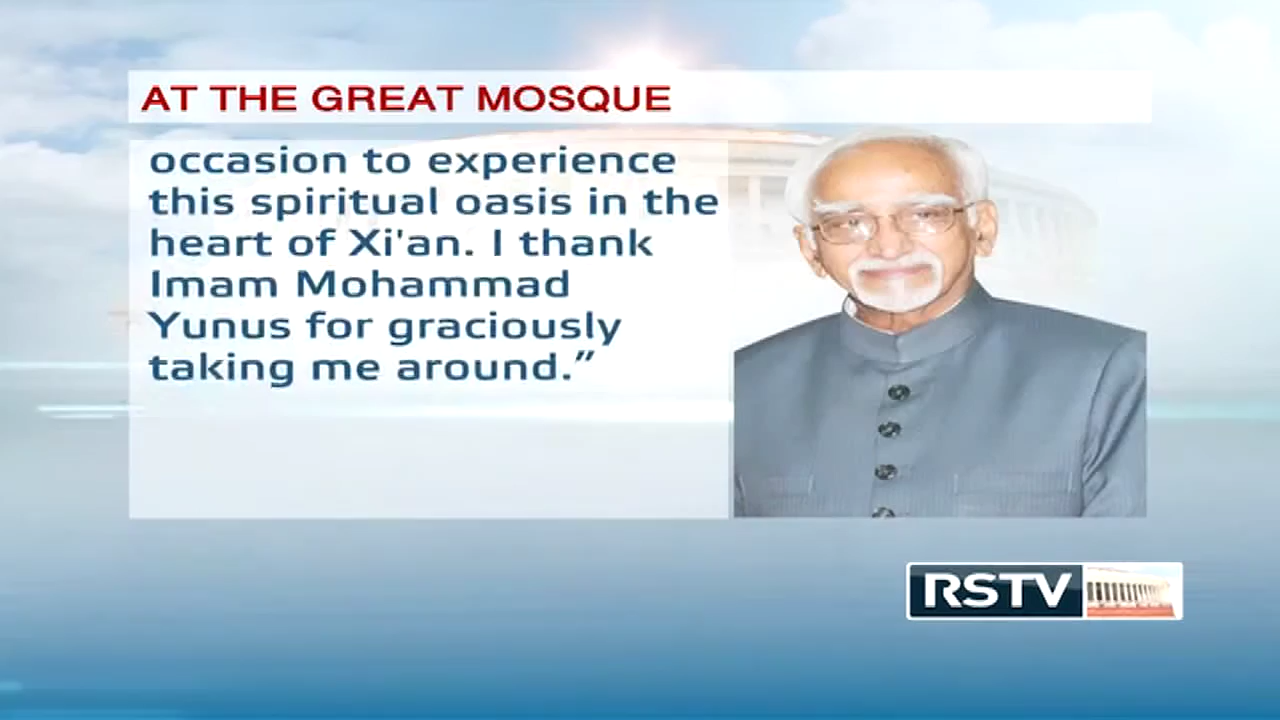 AT THE GREAT MOSQUE
occasion to experience
this spiritual oasis in the
heart of Xi'an. I thank
Imam Mohammad
Yunus for graciously
taking me around.”
RSTV